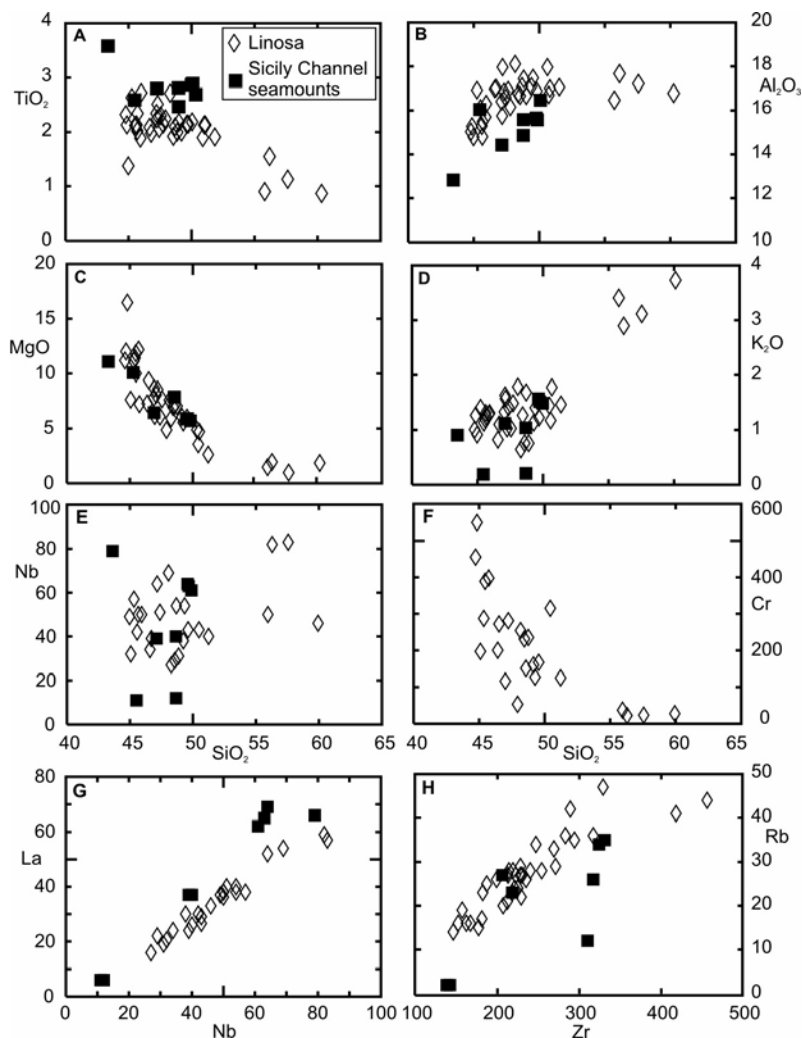 A
◇ Linosa
■ Sicily Channel
seamounts
TiO₂
4
3
2
1
0
B
Al₂O₃
20
18
16
14
12
10
C
MgO
20
15
10
5
0
D
K₂O
4
3
2
1
0
E
Nb
100
80
60
40
20
0
40 45 50 55 60 65
SiO₂
F
Cr
600
400
200
0
40 45 50 55 60 65
SiO₂
G
La
80
60
40
20
0
0 20 40 60 80 100
Nb
H
Rb
50
40
30
20
10
0
100 200 300 400 500
Zr